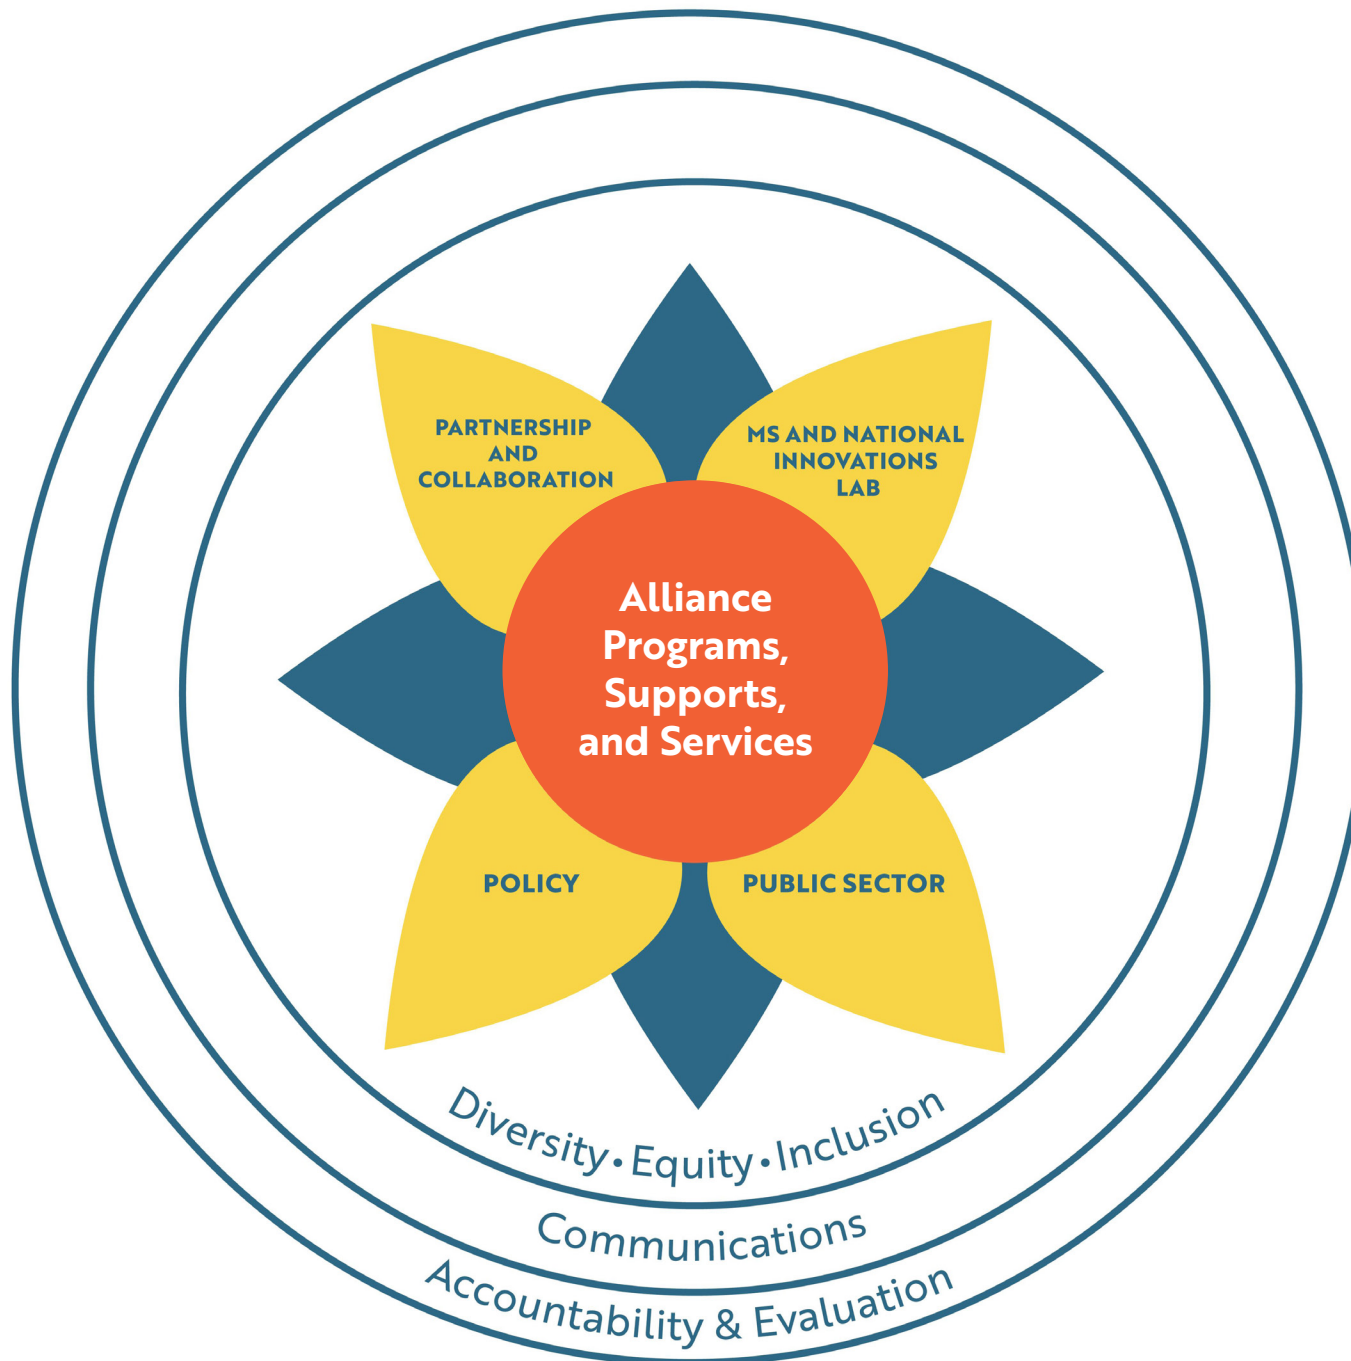 PARTNERSHIP
AND
COLLABORATION
MS AND NATIONAL
INNOVATIONS
LAB
Alliance
Programs,
Supports,
and Services
POLICY
PUBLIC SECTOR
Diversity • Equity • Inclusion
Communications
Accountability & Evaluation